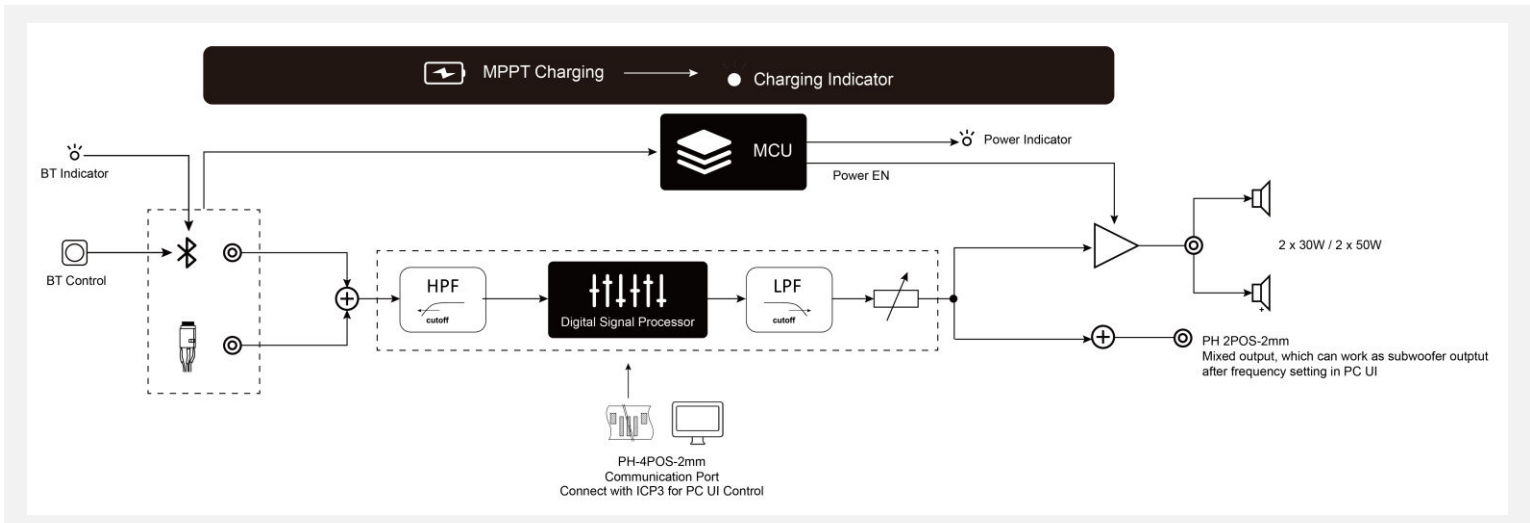 MPPT Charging
Charging Indicator
MCU
Power Indicator
Power EN
BT Indicator
BT Control
HPF
cutoff
Digital Signal Processor
LPF
cutoff
2 x 30W / 2 x 50W
PH 2POS-2mm
Mixed output, which can work as subwoofer outptut
after frequency setting in PC UI
PH-4POS-2mm
Communication Port
Connect with ICP3 for PC UI Control